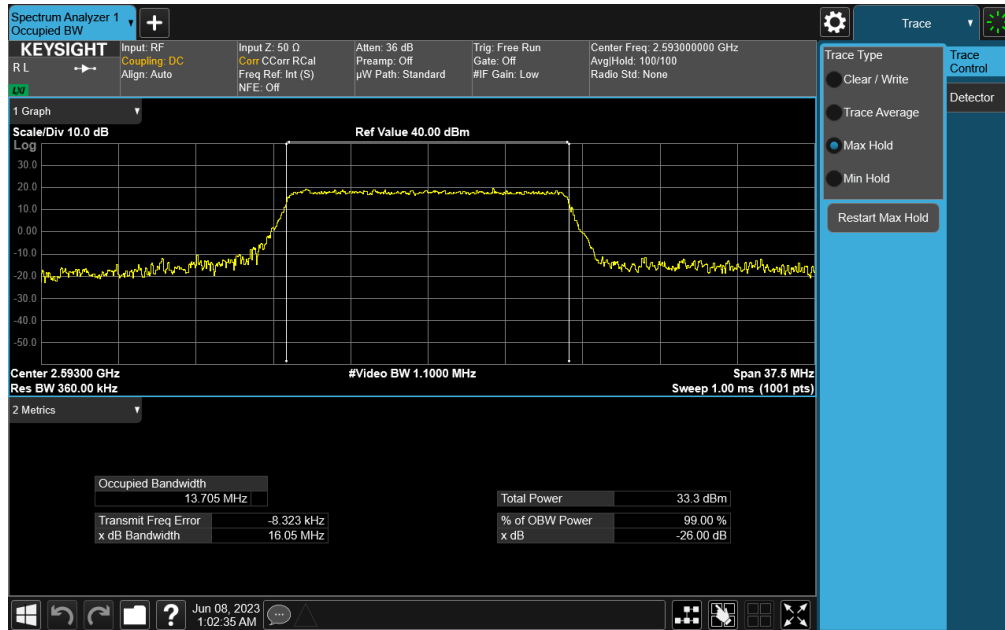 Spectrum Analyzer 1
Occupied BW
Trace
KEYSIGHT
R L
LXI
Input: RF
Coupling: DC
Align: Auto
Input Z: 50 Ω
Corr CCorr RCal
Freq Ref: Int (S)
NFE: Off
Atten: 36 dB
Preamp: Off
µW Path: Standard
Trig: Free Run
Gate: Off
#IF Gain: Low
Center Freq: 2.593000000 GHz
Avg|Hold: 100/100
Radio Std: None
Trace Type
Clear / Write
Trace Average
Max Hold
Min Hold
Restart Max Hold
Trace
Control
Detector
1 Graph
Scale/Div 10.0 dB
Ref Value 40.00 dBm
Log
30.0
20.0
10.0
0.00
-10.0
-20.0
-30.0
-40.0
-50.0
Center 2.59300 GHz
#Video BW 1.1000 MHz
Span 37.5 MHz
Res BW 360.00 kHz
Sweep 1.00 ms (1001 pts)
2 Metrics
Occupied Bandwidth
13.705 MHz
Total Power 33.3 dBm
Transmit Freq Error -8.323 kHz
% of OBW Power 99.00 %
x dB Bandwidth 16.05 MHz
x dB -26.00 dB
?
Jun 08, 2023
1:02:35 AM